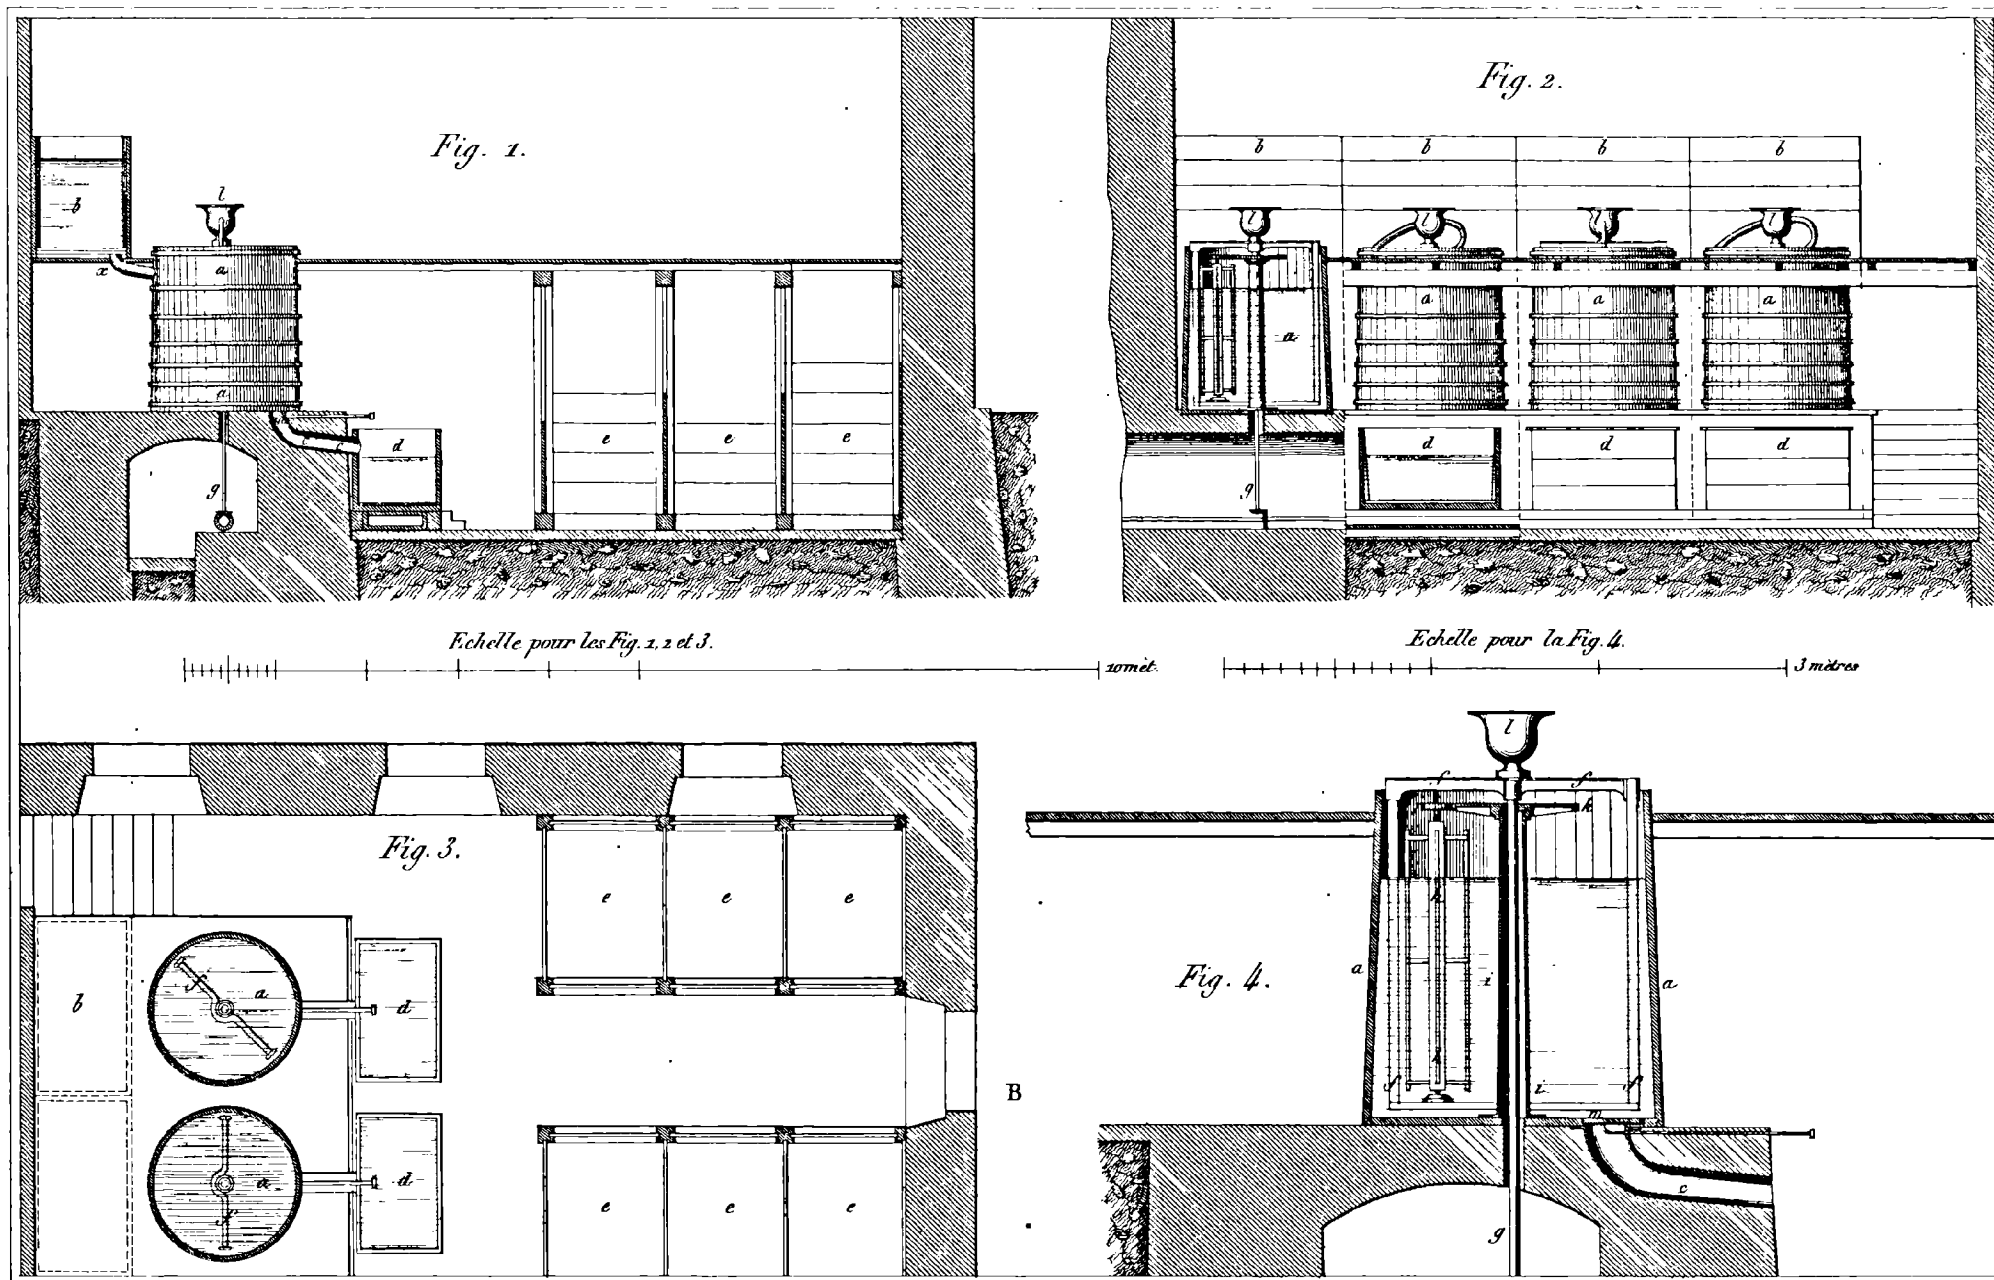 Fig. 1.
b
l
x
a
a
c
d
e
e
e
g
Fig. 2.
b
b
b
b
l
l
l
l
a
a
a
a
d
d
d
g
Echelle pour les Fig. 1, 2 et 3.
10 mèt.
Echelle pour la Fig. 4.
3 mètres
Fig. 3.
b
f
a
d
a
f
d
e
e
e
e
e
e
B
Fig. 4.
l
f
f
k
h
a
i
a
h
f
i
f
m
c
g